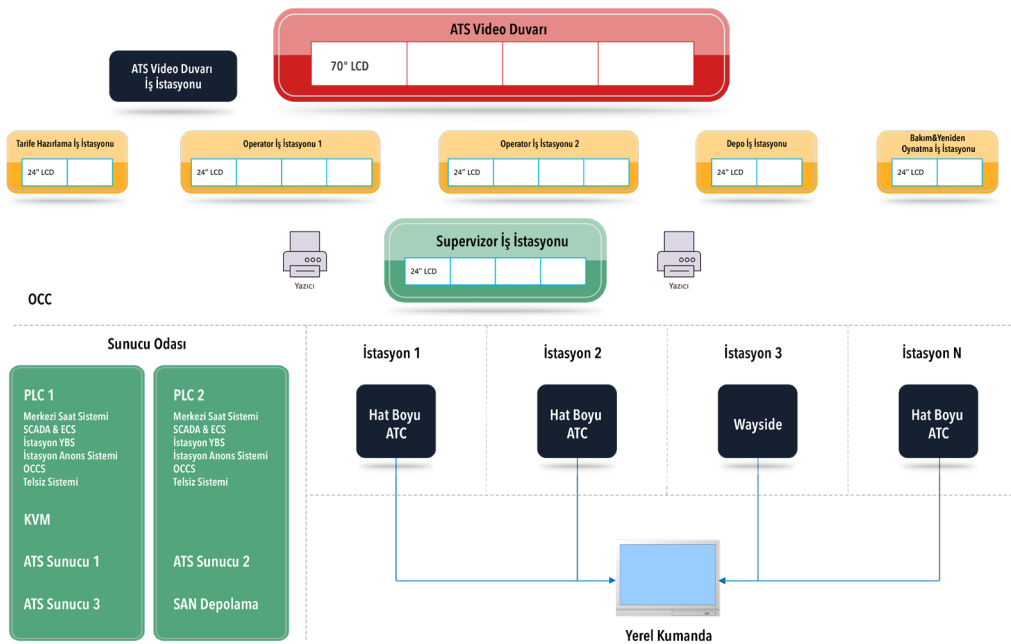 ATS Video Duvarı
70" LCD
ATS Video Duvarı
İş İstasyonu
Tarife Hazırlama İş İstasyonu
24" LCD
Operator İş İstasyonu 1
24" LCD
Operator İş İstasyonu 2
24" LCD
Depo İş İstasyonu
24" LCD
Bakım&Yeniden
Oynatma İş İstasyonu
24" LCD
Yazıcı
Supervizor İş İstasyonu
24" LCD
Yazıcı
OCC
Sunucu Odası
PLC 1
Merkezi Saat Sistemi
SCADA & ECS
İstasyon YBS
İstasyon Anons Sistemi
OCCS
Telsiz Sistemi
KVM
ATS Sunucu 1
ATS Sunucu 3
PLC 2
Merkezi Saat Sistemi
SCADA & ECS
İstasyon YBS
İstasyon Anons Sistemi
OCCS
Telsiz Sistemi
ATS Sunucu 2
SAN Depolama
İstasyon 1
Hat Boyu
ATC
İstasyon 2
Hat Boyu
ATC
İstasyon 3
Wayside
İstasyon N
Hat Boyu
ATC
Yerel Kumanda